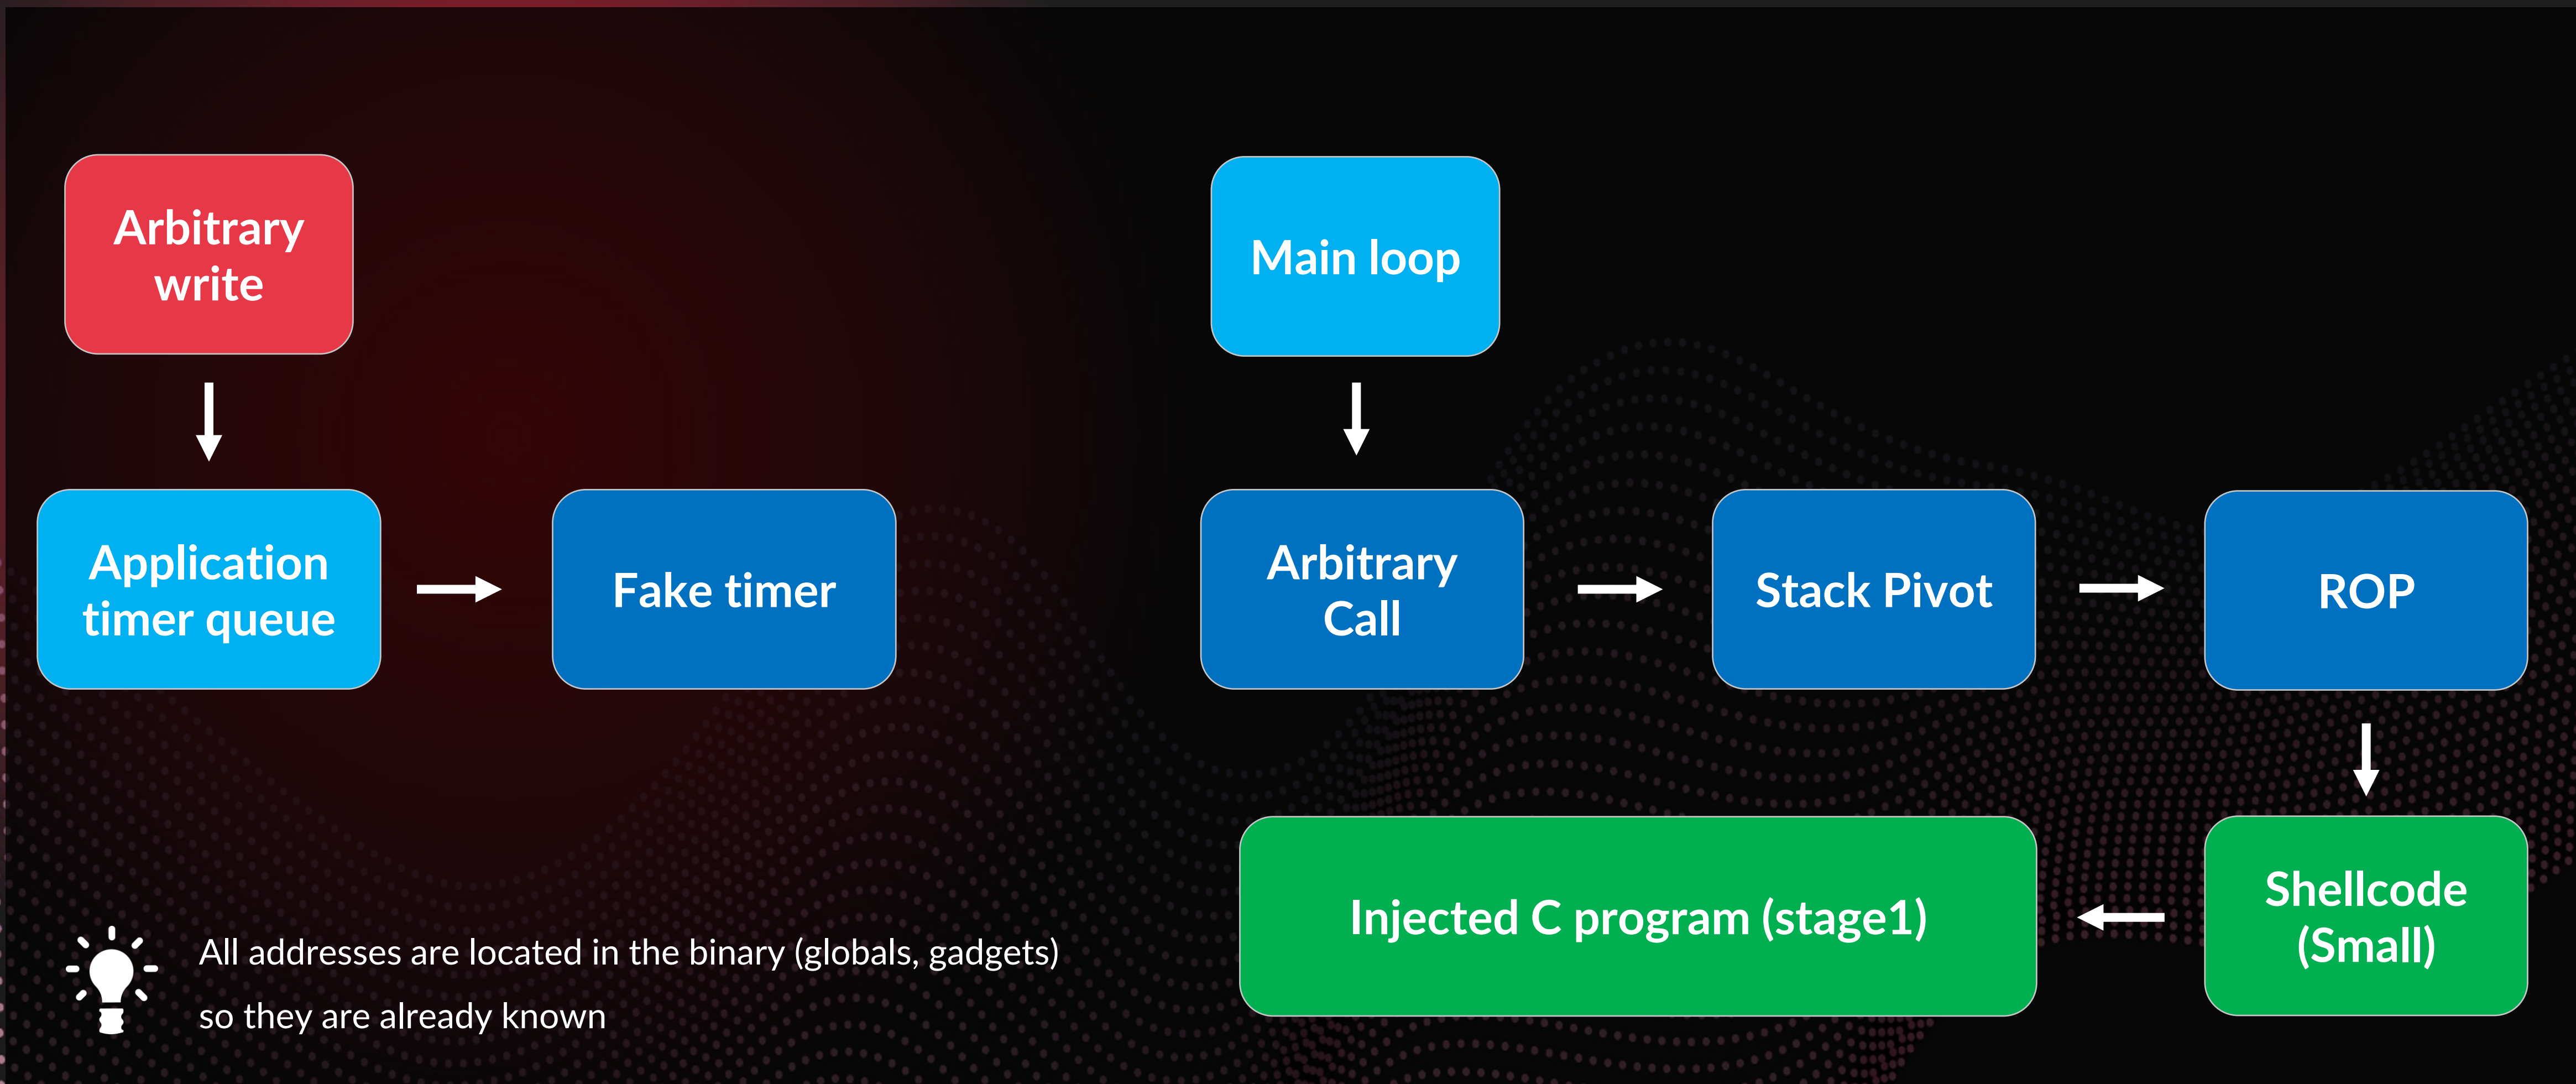 Arbitrary
write
Application
timer queue
Fake timer
Main loop
Arbitrary
Call
Stack Pivot
ROP
Shellcode
(Small)
Injected C program (stage1)
All addresses are located in the binary (globals, gadgets)
so they are already known